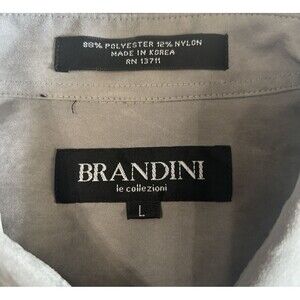 88% POLYESTER 12% NYLON
MADE IN KOREA
RN 13711
BRANDINI
le collezioni
L